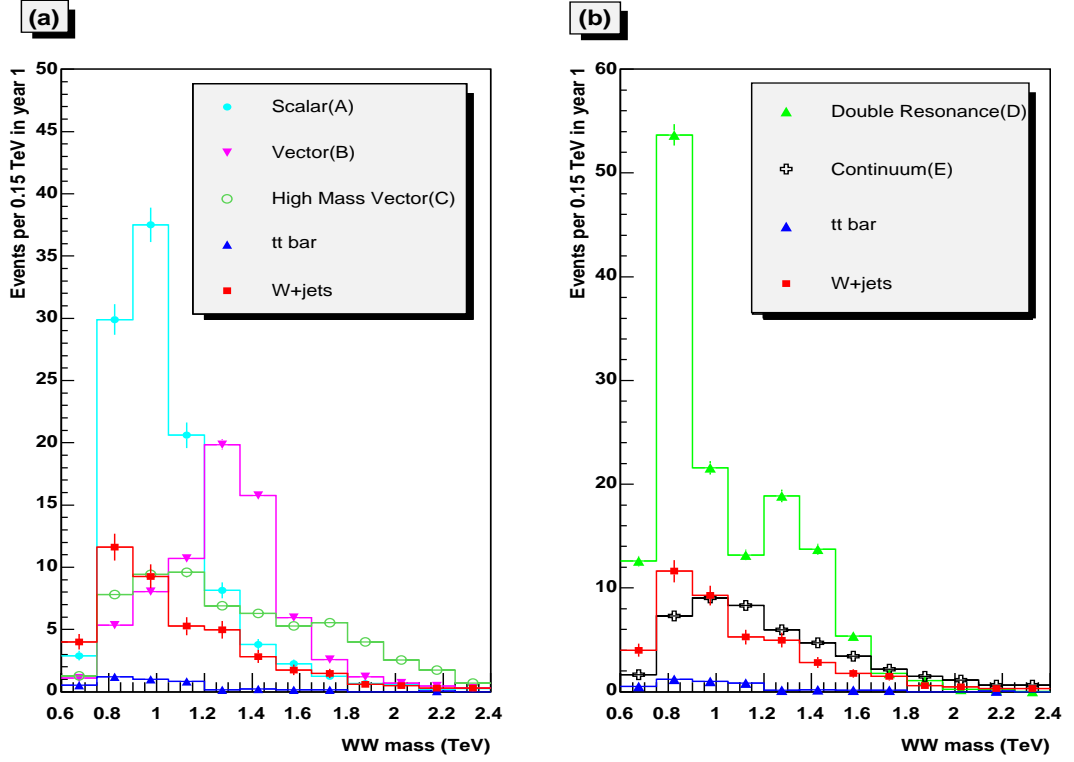 (a)
Events per 0.15 TeV in year 1
50
45
40
35
30
25
20
15
10
5
0
Scalar(A)
Vector(B)
High Mass Vector(C)
tt bar
W+jets
0.6 0.8 1 1.2 1.4 1.6 1.8 2 2.2 2.4
WW mass (TeV)
(b)
Events per 0.15 TeV in year 1
60
50
40
30
20
10
0
Double Resonance(D)
Continuum(E)
tt bar
W+jets
0.6 0.8 1 1.2 1.4 1.6 1.8 2 2.2 2.4
WW mass (TeV)